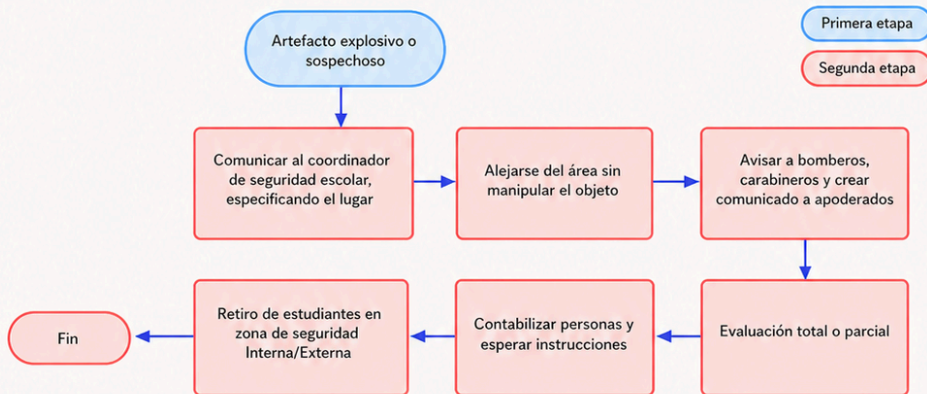 Artefacto explosivo o
sospechoso
Primera etapa
Segunda etapa
Comunicar al coordinador
de seguridad escolar,
especificando el lugar
Alejarse del área sin
manipular el objeto
Avisar a bomberos,
carabineros y crear
comunicado a apoderados
Evaluación total o parcial
Contabilizar personas y
esperar instrucciones
Retiro de estudiantes en
zona de seguridad
Interna/Externa
Fin